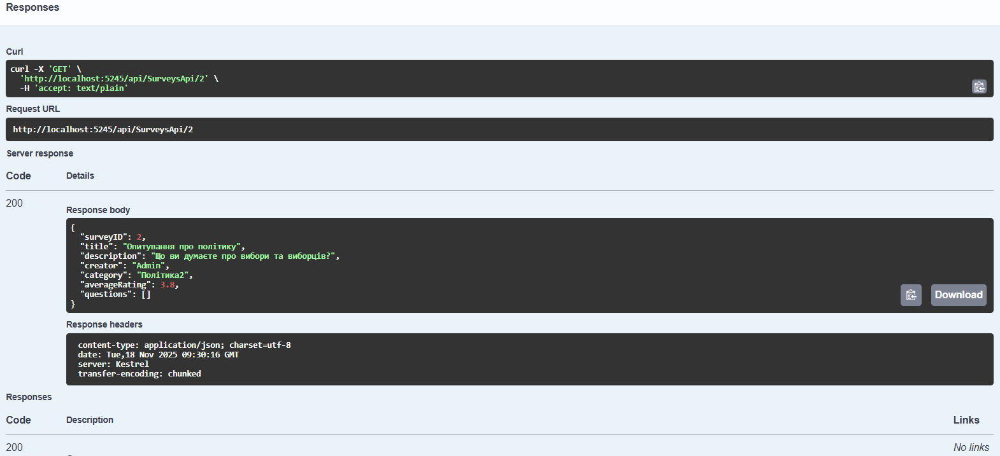 Responses
Curl
curl -X 'GET' \
'http://localhost:5245/api/SurveysApi/2' \
-H 'accept: text/plain'
Request URL
http://localhost:5245/api/SurveysApi/2
Server response
Code Details
200
Response body
{
"surveyID": 2,
"title": "Опитування про політику",
"description": "Що ви думаєте про вибори та виборців?",
"creator": "Admin",
"category": "Політика2",
"averageRating": 3.8,
"questions": []
}
Download
Response headers
content-type: application/json; charset=utf-8
date: Tue,18 Nov 2025 09:30:16 GMT
server: Kestrel
transfer-encoding: chunked
Responses
Code Description Links
200 No links